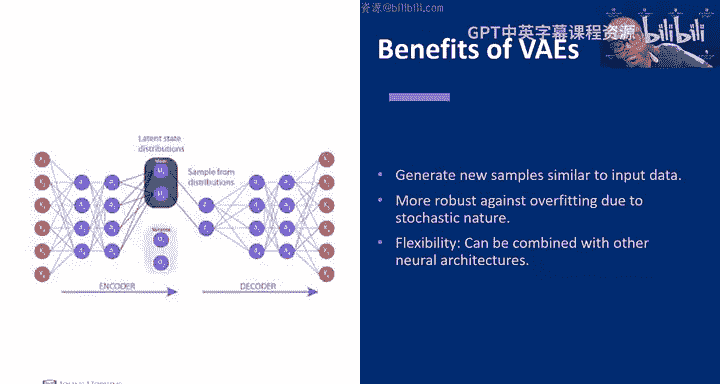 资源@bilibili.com
GPT中英字幕课程资源
bilibili
Benefits of VAEs
Latent state
distributions
Sample from
distributions
ENCODER
DECODER
• Generate new samples similar to input data.
• More robust against overfitting due to
stochastic nature.
• Flexibility: Can be combined with other
neural architectures.